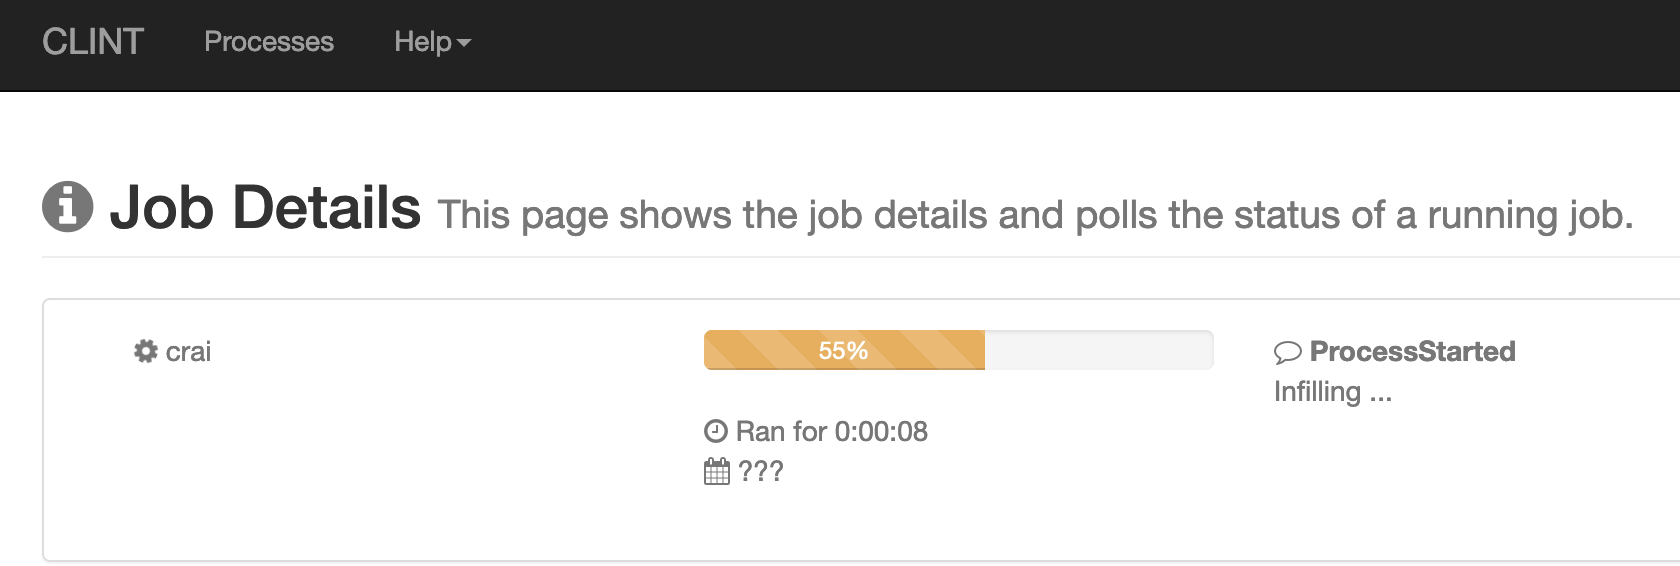 CLINT Processes Help
Job Details This page shows the job details and polls the status of a running job.
crai
55%
Ran for 0:00:08
???
ProcessStarted
Infilling ...